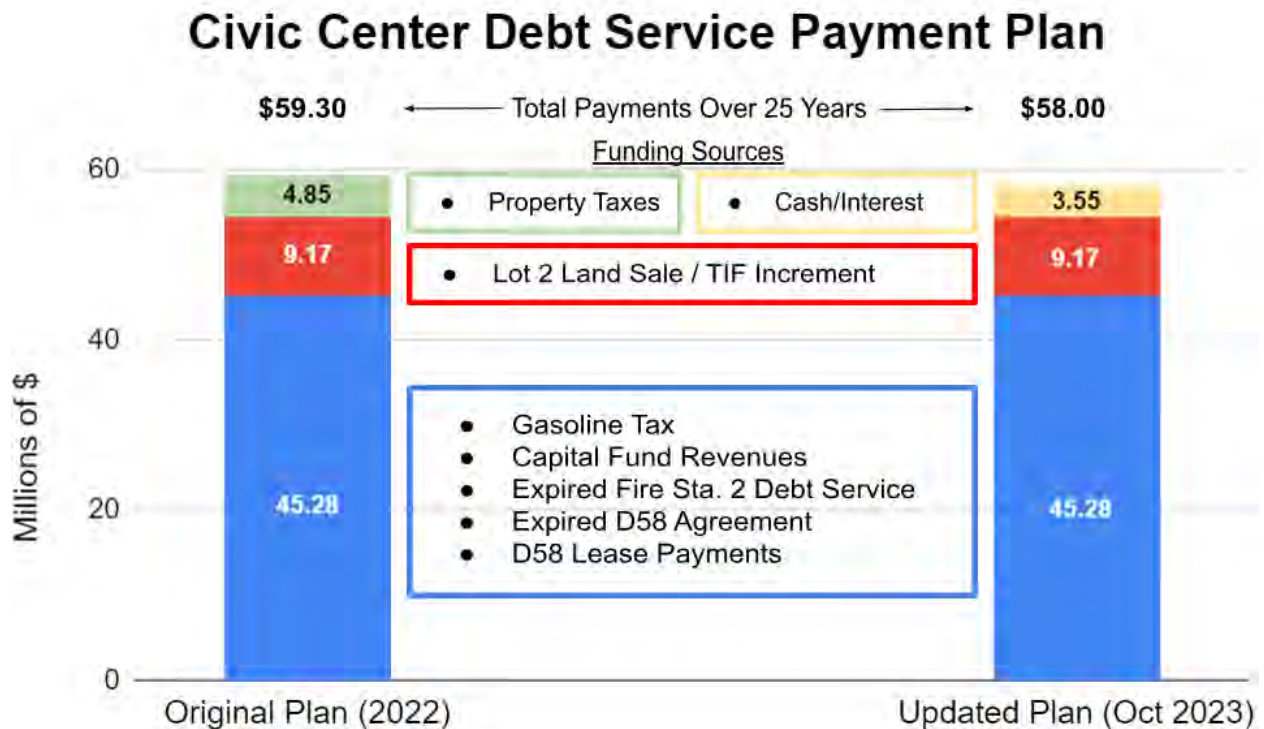 Civic Center Debt Service Payment Plan
$59.30 Total Payments Over 25 Years $58.00
Funding Sources
60
4.85
● Property Taxes
● Cash/Interest
3.55
9.17
● Lot 2 Land Sale / TIF Increment
9.17
40
Millions of $
● Gasoline Tax
● Capital Fund Revenues
● Expired Fire Sta. 2 Debt Service
● Expired D58 Agreement
● D58 Lease Payments
45.28
45.28
20
0
Original Plan (2022)
Updated Plan (Oct 2023)